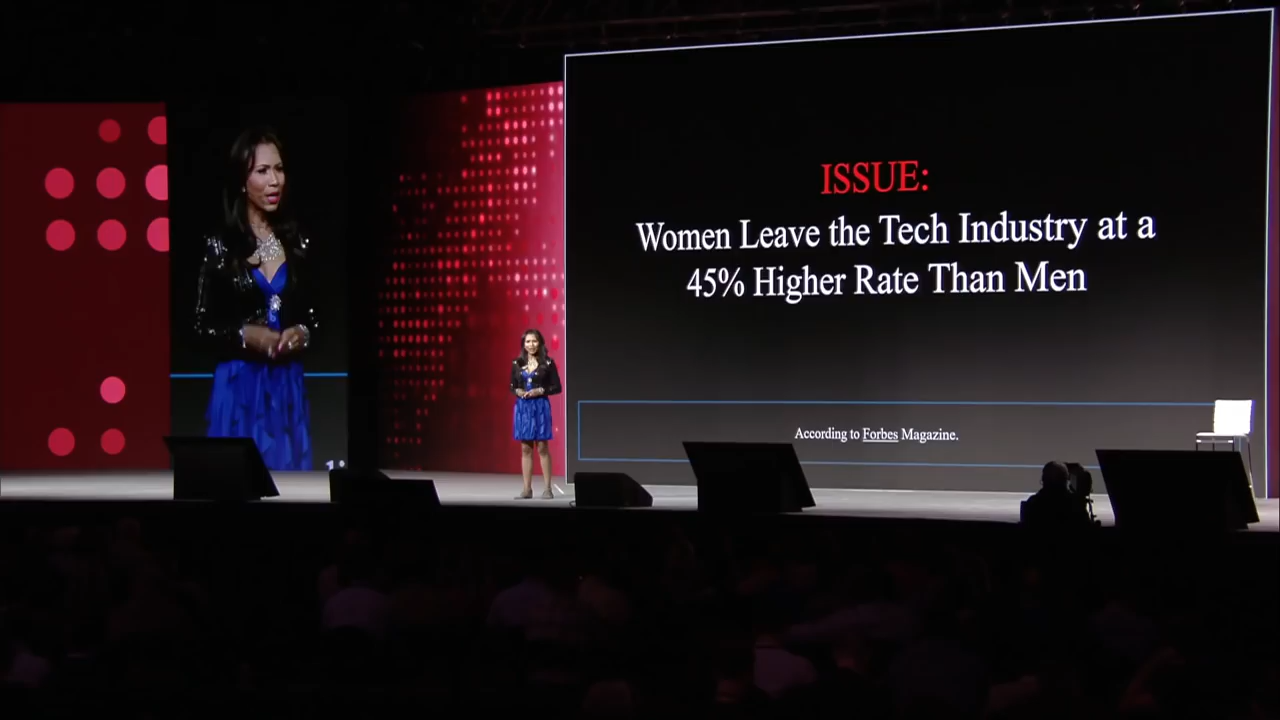 ISSUE:
Women Leave the Tech Industry at a
45% Higher Rate Than Men
According to Forbes Magazine.